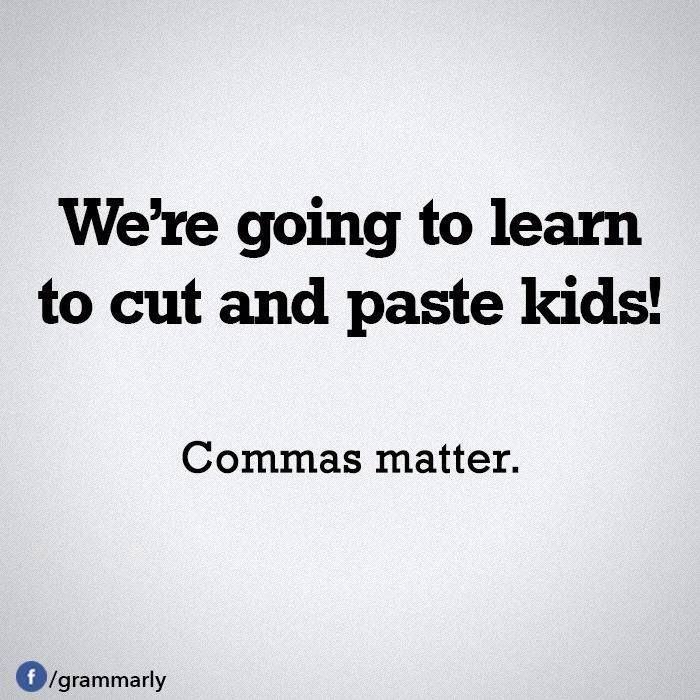 We’re going to learn
to cut and paste kids!
Commas matter.
f /grammarly